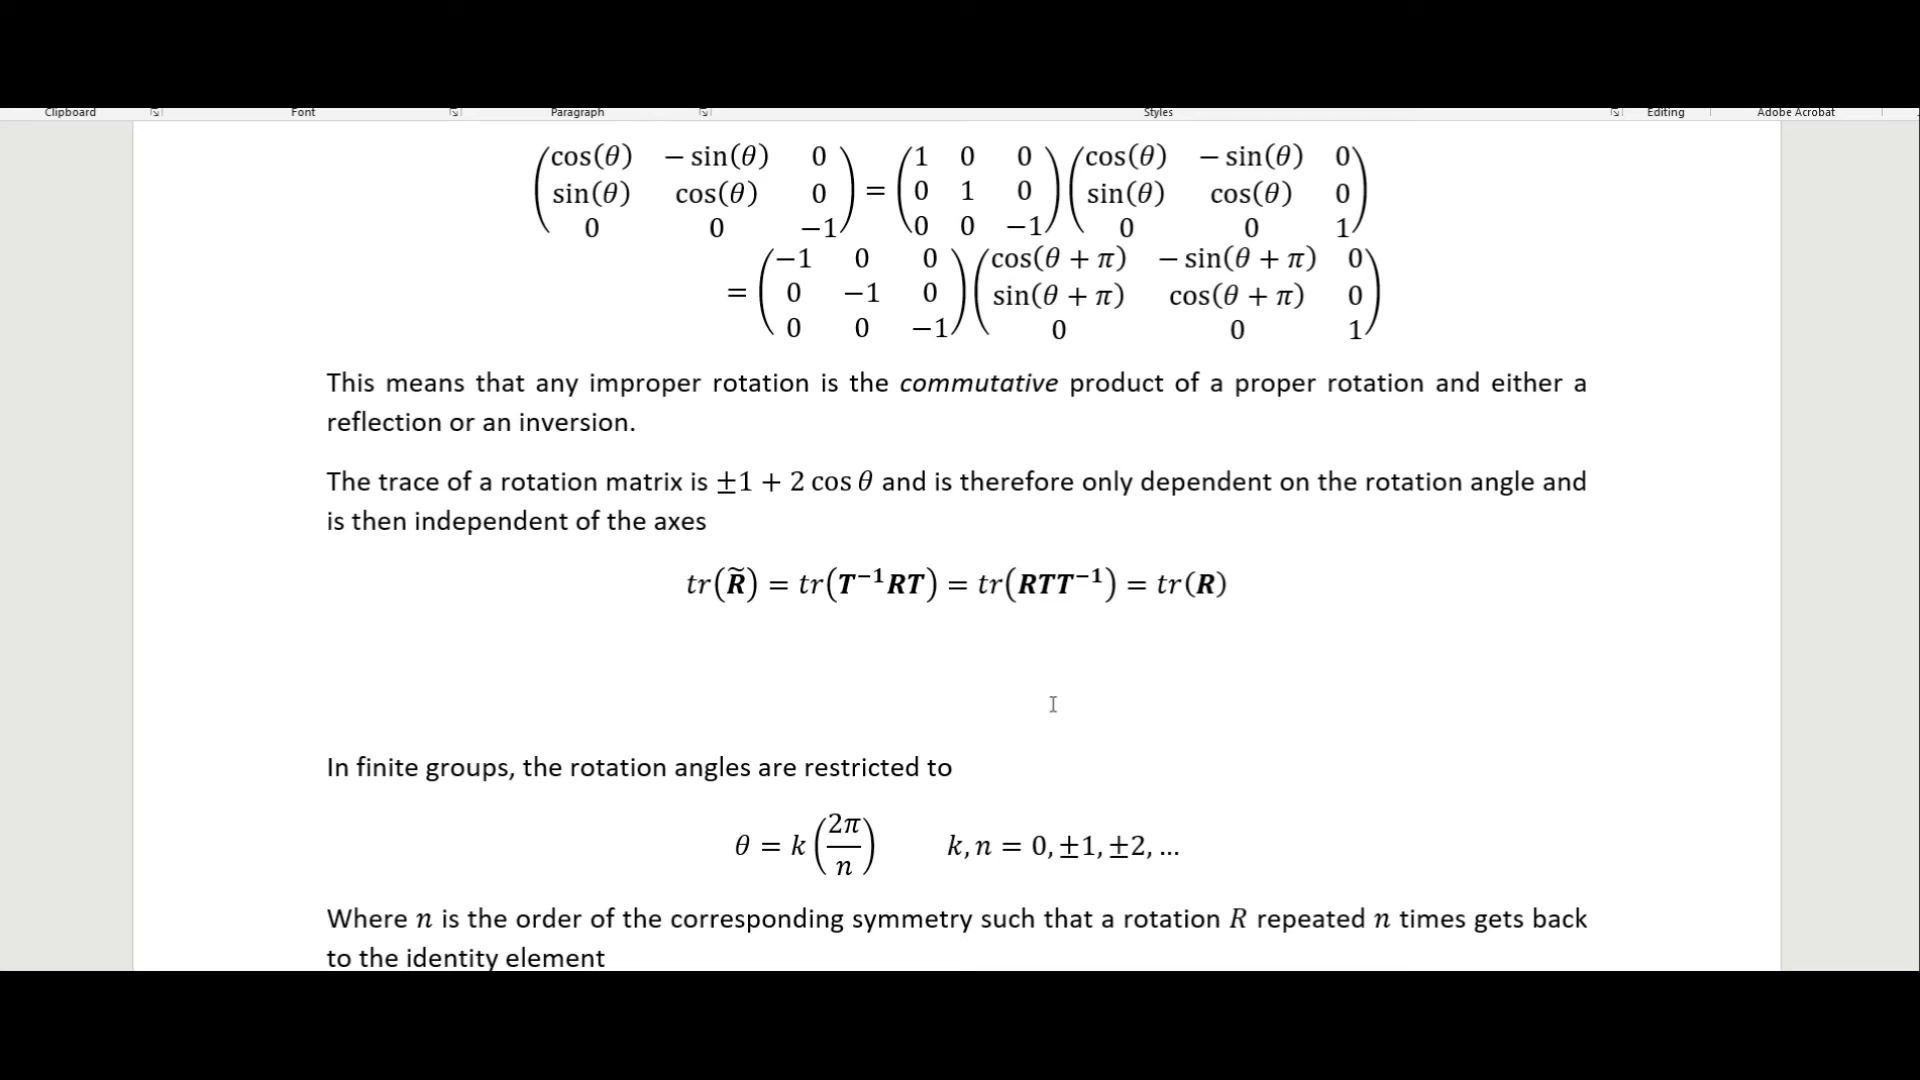 Clipboard Font Paragraph Styles Editing Adobe Acrobat
cos(θ) − sin(θ) 0 1 0 0 cos(θ) − sin(θ) 0
sin(θ) cos(θ) 0 = 0 1 0 sin(θ) cos(θ) 0
0 0 −1 0 0 −1 0 0 1
−1 0 0 cos(θ + π) − sin(θ + π) 0
= 0 −1 0 sin(θ + π) cos(θ + π) 0
0 0 −1 0 0 1
This means that any improper rotation is the commutative product of a proper rotation and either a
reflection or an inversion.
The trace of a rotation matrix is ±1 + 2 cos θ and is therefore only dependent on the rotation angle and
is then independent of the axes
tr(R̃) = tr(T⁻¹RT) = tr(RTT⁻¹) = tr(R)
In finite groups, the rotation angles are restricted to
θ = k(2π/n) k, n = 0, ±1, ±2, …
Where n is the order of the corresponding symmetry such that a rotation R repeated n times gets back
to the identity element